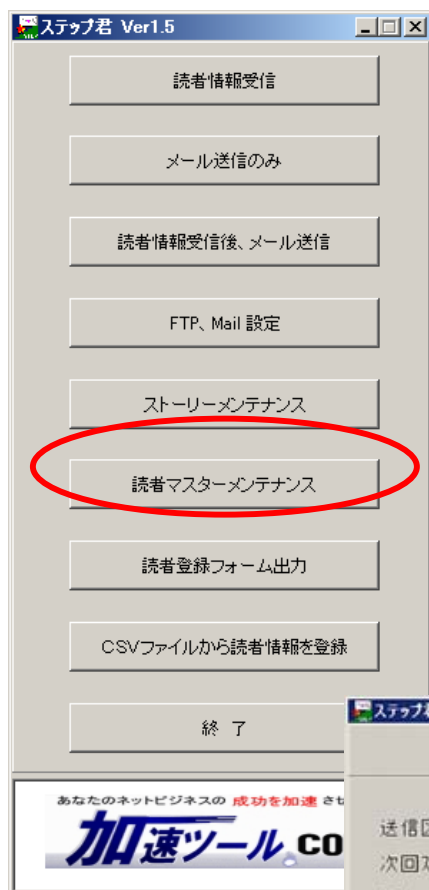 ステップ君 Ver1.5
読者情報受信
メール送信のみ
読者情報受信後、メール送信
FTP、Mail 設定
ストーリーメンテナンス
読者マスターメンテナンス
読者登録フォーム出力
CSVファイルから読者情報を登録
終 了
ステップ
あなたのネットビジネスの 成功を加速 させ
加速ツール.co
送信
次回